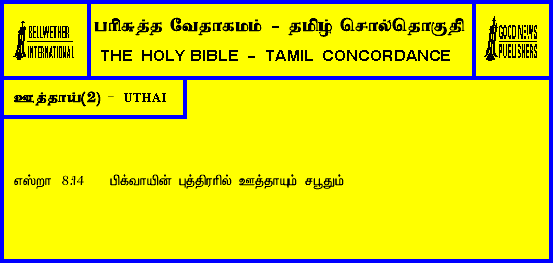 BELLWETHER
INTERNATIONAL
பரிசுத்த வேதாகமம் - தமிழ் சொல்தொகுதி
THE HOLY BIBLE - TAMIL CONCORDANCE
GOOD NEWS
PUBLISHERS
ஊத்தாய்(2) - UTHAI
எஸ்றா 8:14 பிக்வாயின் புத்திரரில் ஊத்தாயும் சபூதும்